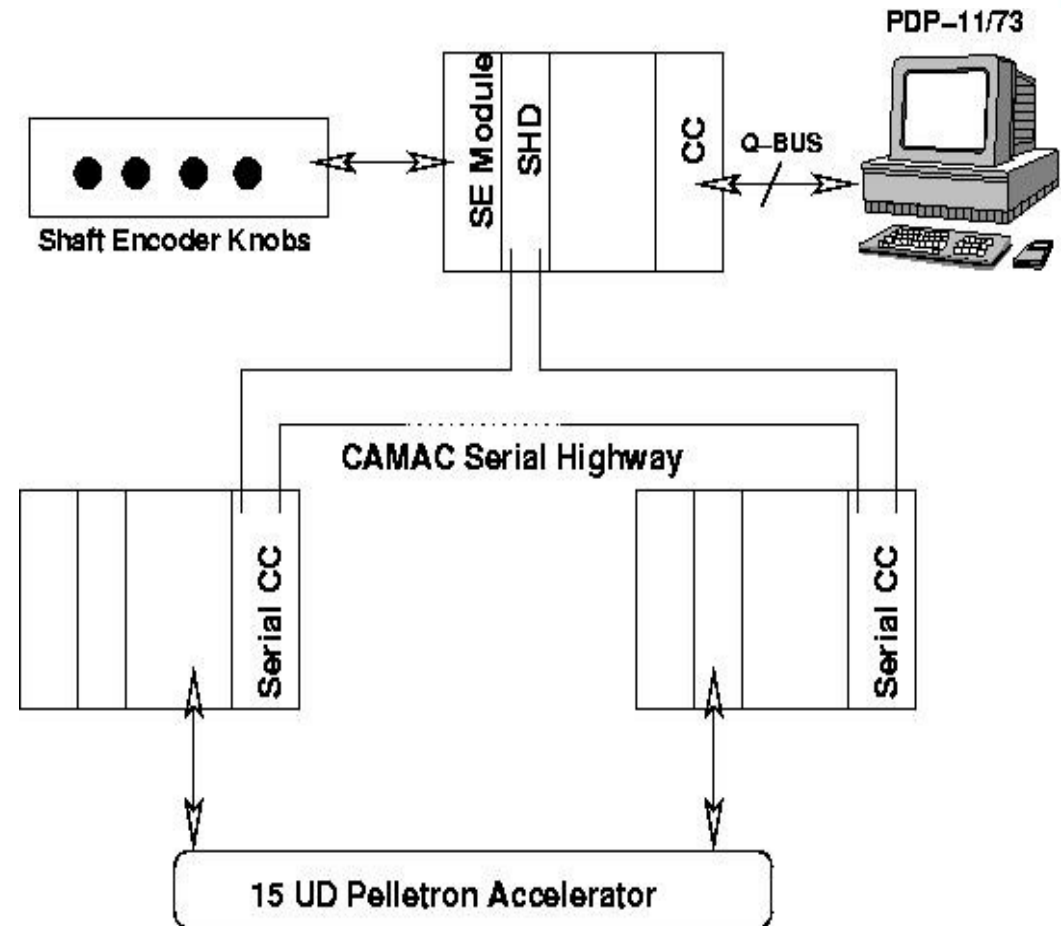 PDP-11/73
SE Module
SHD
CC
Q-BUS
Shaft Encoder Knobs
CAMAC Serial Highway
Serial CC
Serial CC
15 UD Pelletron Accelerator